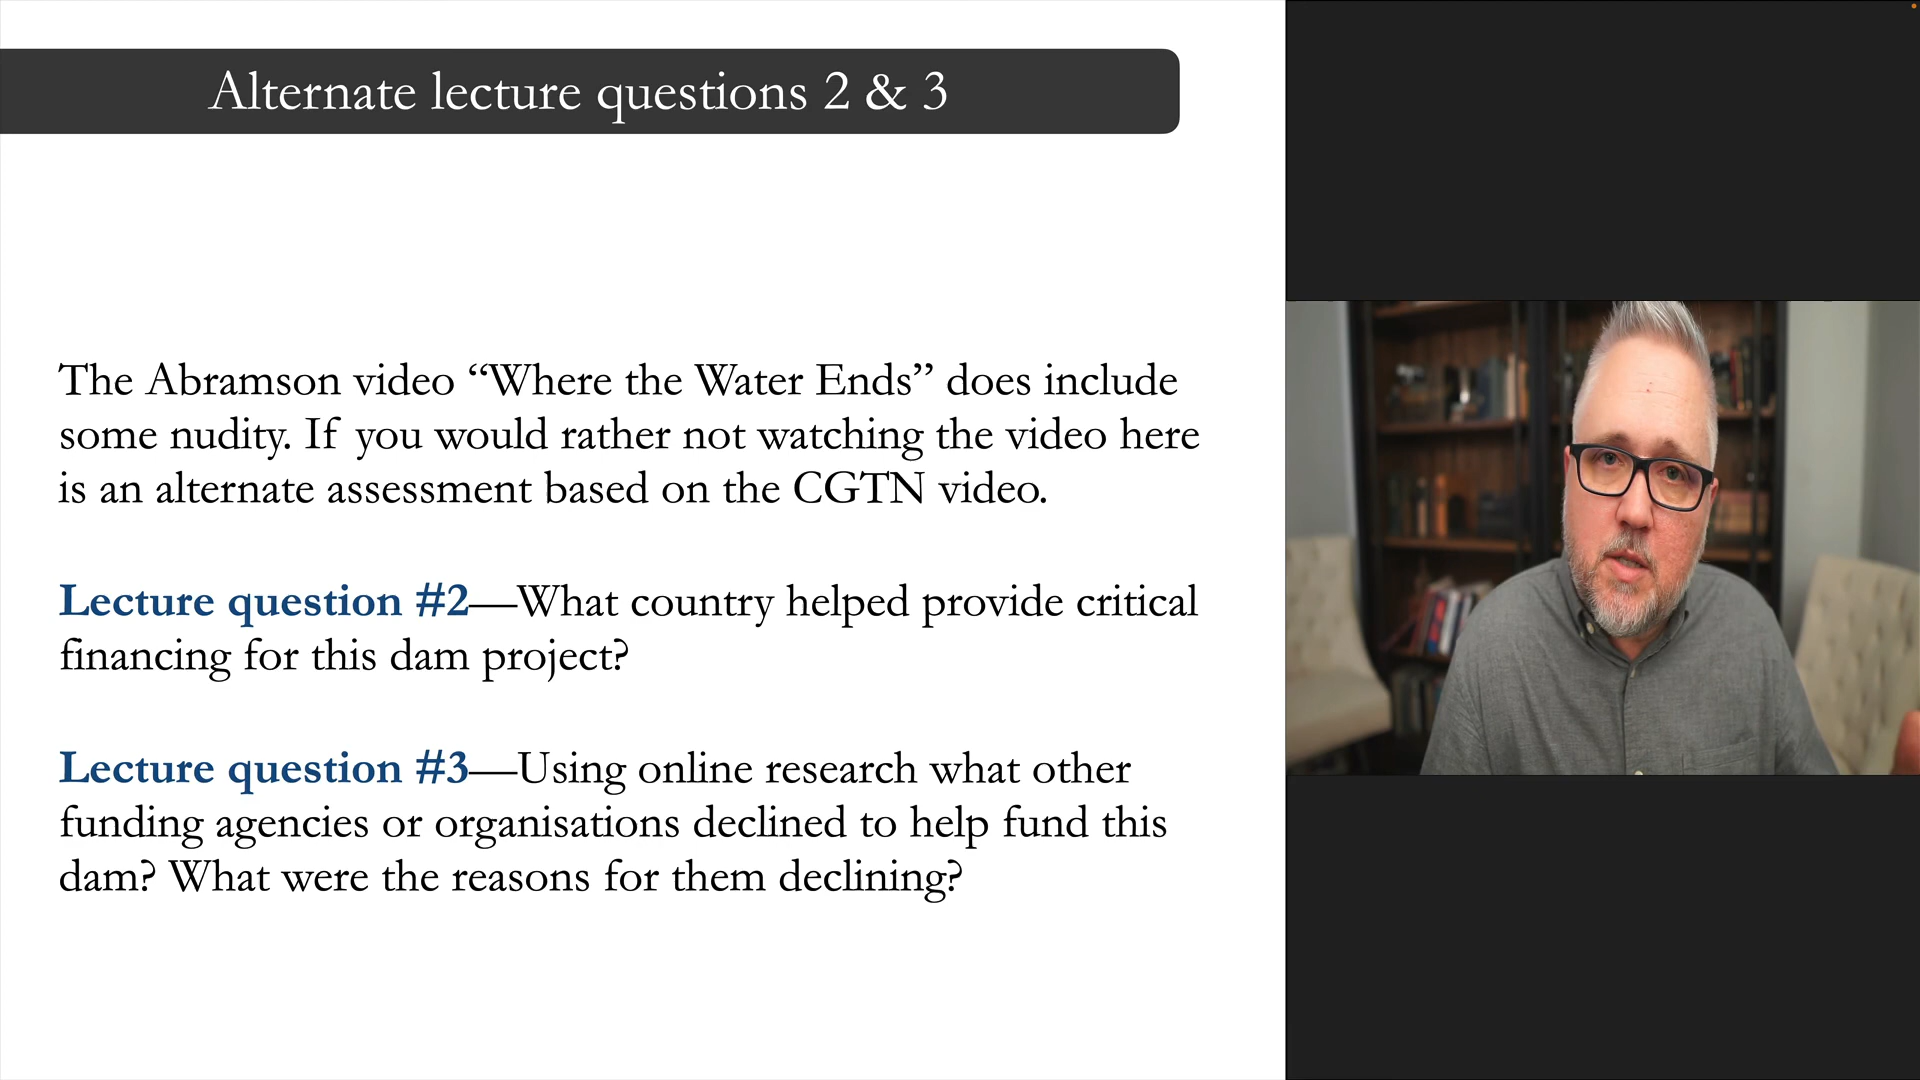 Alternate lecture questions 2 & 3
The Abramson video “Where the Water Ends” does include
some nudity. If you would rather not watching the video here
is an alternate assessment based on the CGTN video.
Lecture question #2—What country helped provide critical
financing for this dam project?
Lecture question #3—Using online research what other
funding agencies or organisations declined to help fund this
dam? What were the reasons for them declining?